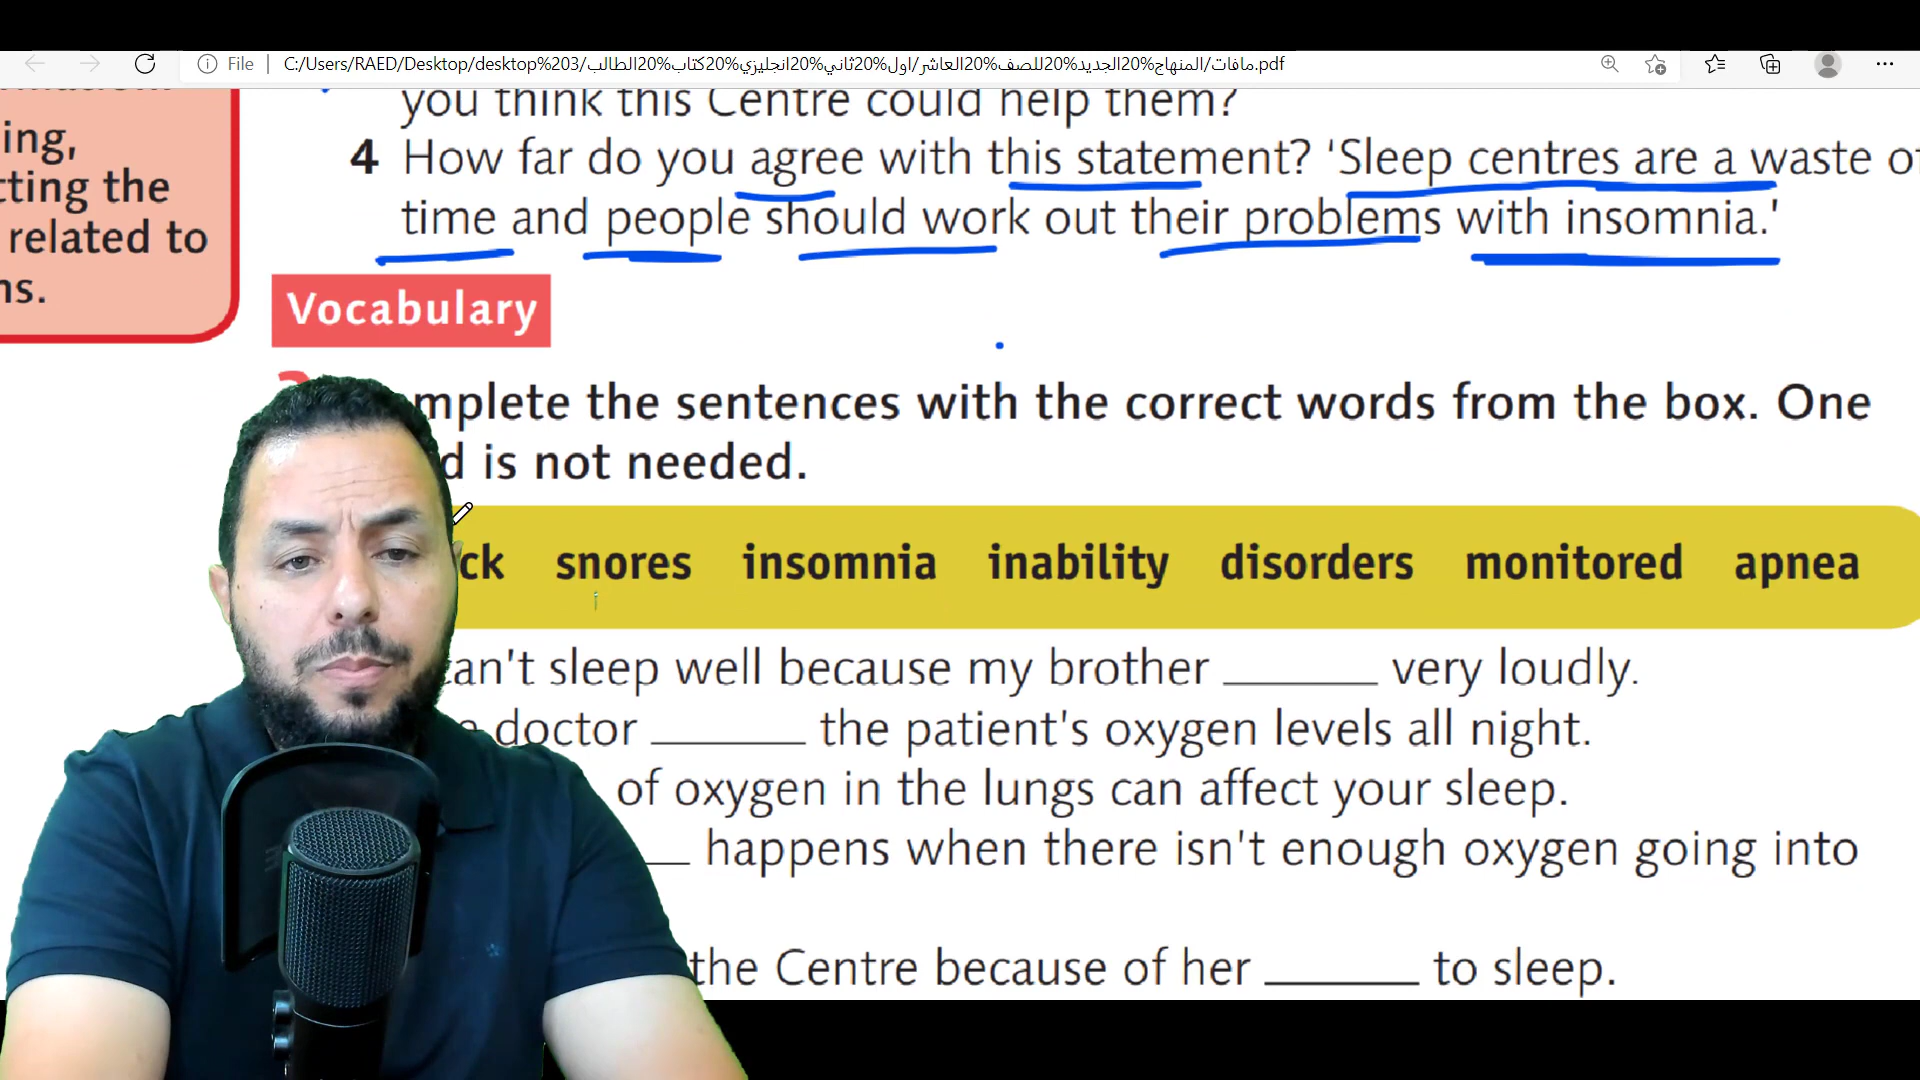 File
C:/Users/RAED/Desktop/desktop%203/مافات/المنهاج%20الجديد%20للصف%20العاشر/اول%20ثاني%20انجليزي%20كتاب%20الطالب.pdf
ing,
tting the
related to
ns.
you think this Centre could help them?
4 How far do you agree with this statement? 'Sleep centres are a waste of
time and people should work out their problems with insomnia.'
Vocabulary
mplete the sentences with the correct words from the box. One
d is not needed.
ck snores insomnia inability disorders monitored apnea
can't sleep well because my brother ______ very loudly.
e doctor ______ the patient's oxygen levels all night.
of oxygen in the lungs can affect your sleep.
happens when there isn't enough oxygen going into
the Centre because of her ______ to sleep.